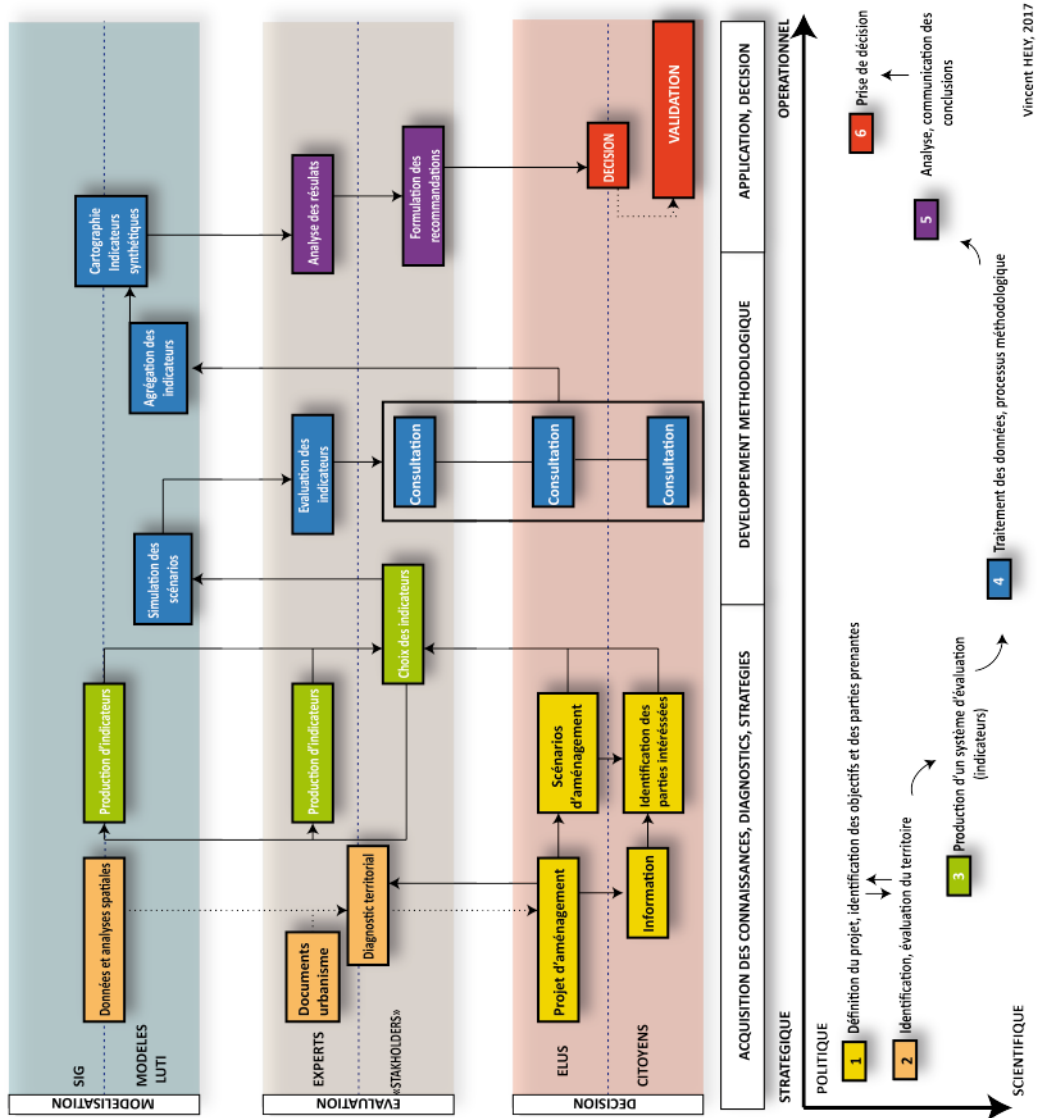 MODELISATION
SIG
MODELES
LUTI
Données et analyses spatiales
Production d'indicateurs
Simulation des
scénarios
Agrégation des
indicateurs
Cartographie
Indicateurs
synthétiques
EVALUATION
EXPERTS
«STAKHOLDERS»
Documents
urbanisme
Diagnostic territorial
Production d'indicateurs
Choix des indicateurs
Evaluation des
indicateurs
Consultation
Analyse des résulats
Formulation des
recommandations
DECISION
ELUS
CITOYENS
Projet d'aménagement
Information
Scénarios
d'aménagement
Identification des
parties intéréssées
Consultation
Consultation
DECISION
VALIDATION
ACQUISITION DES CONNAISSANCES, DIAGNOSTICS, STRATEGIES
DEVELOPPEMENT METHODOLOGIQUE
APPLICATION, DECISION
STRATEGIQUE
OPERATIONNEL
POLITIQUE
1 Définition du projet, identification des objectifs et des parties prenantes
2 Identification, évaluation du territoire
3 Production d'un système d'évaluation
(indicateurs)
4 Traitement des données, processus méthodologique
5 Analyse, communication des
conclusions
6 Prise de décision
SCIENTIFIQUE
Vincent HELY, 2017